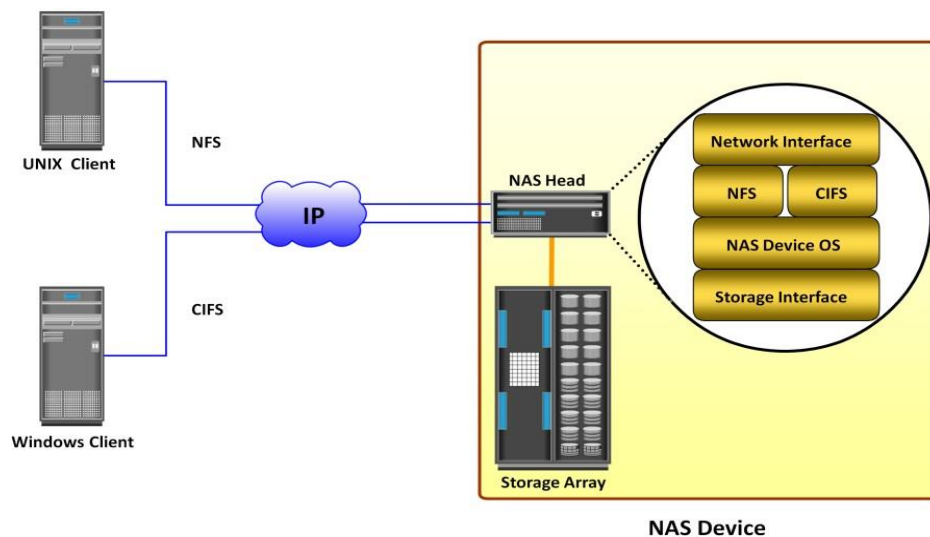 UNIX Client
NFS
IP
CIFS
Windows Client
NAS Head
Storage Array
Network Interface
NFS CIFS
NAS Device OS
Storage Interface
NAS Device